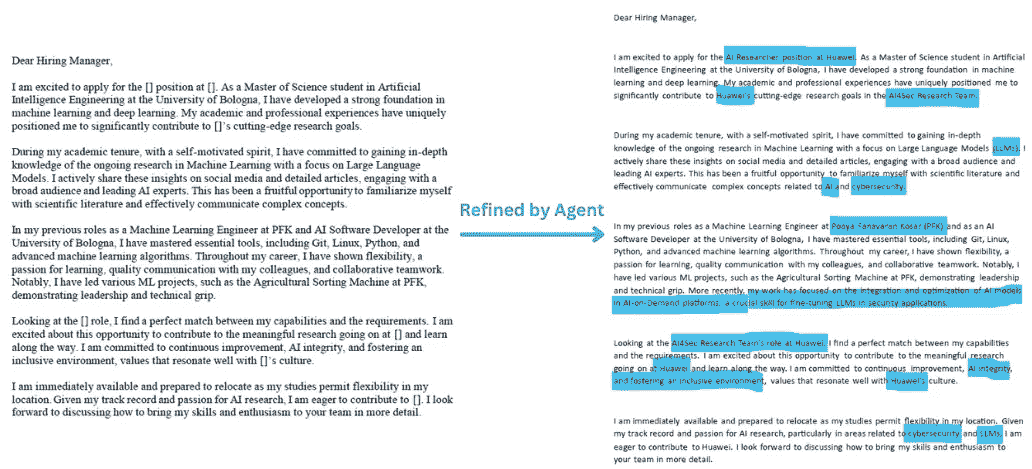 Dear Hiring Manager,
I am excited to apply for the [] position at []. As a Master of Science student in Artificial
Intelligence Engineering at the University of Bologna, I have developed a strong foundation in
machine learning and deep learning. My academic and professional experiences have uniquely
positioned me to significantly contribute to []'s cutting-edge research goals.
During my academic tenure, with a self-motivated spirit, I have committed to gaining in-depth
knowledge of the ongoing research in Machine Learning with a focus on Large Language
Models. I actively share these insights on social media and detailed articles, engaging with a
broad audience and leading AI experts. This has been a fruitful opportunity to familiarize myself
with scientific literature and effectively communicate complex concepts.
In my previous roles as a Machine Learning Engineer at PFK and AI Software Developer at the
University of Bologna, I have mastered essential tools, including Git, Linux, Python, and
advanced machine learning algorithms. Throughout my career, I have shown flexibility, a
passion for learning, quality communication with my colleagues, and collaborative teamwork.
Notably, I have led various ML projects, such as the Agricultural Sorting Machine at PFK,
demonstrating leadership and technical grip.
Looking at the [] role, I find a perfect match between my capabilities and the requirements. I am
excited about this opportunity to contribute to the meaningful research going on at [] and learn
along the way. I am committed to continuous improvement, AI integrity, and fostering an
inclusive environment, values that resonate well with []'s culture.
I am immediately available and prepared to relocate as my studies permit flexibility in my
location. Given my track record and passion for AI research, I am eager to contribute to []. I look
forward to discussing how to bring my skills and enthusiasm to your team in more detail.
Refined by Agent
Dear Hiring Manager,
I am excited to apply for the AI Researcher position at Huawei. As a Master of Science student in Artificial
Intelligence Engineering at the University of Bologna, I have developed a strong foundation in machine
learning and deep learning. My academic and professional experiences have uniquely positioned me to
significantly contribute to Huawei's cutting-edge research goals in the AI4Sec Research Team.
During my academic tenure, with a self-motivated spirit, I have committed to gaining in-depth
knowledge of the ongoing research in Machine Learning with a focus on Large Language Models (LLMs). I
actively share these insights on social media and detailed articles, engaging with a broad audience and
leading AI experts. This has been a fruitful opportunity to familiarize myself with scientific literature and
effectively communicate complex concepts related to AI and cybersecurity.
In my previous roles as a Machine Learning Engineer at Pooya Fanavaran Kosar (PFK) and as an AI
Software Developer at the University of Bologna, I have mastered essential tools, including Git, Linux,
Python, and advanced machine learning algorithms. Throughout my career, I have shown flexibility, a
passion for learning, quality communication with my colleagues, and collaborative teamwork. Notably, I
have led various ML projects, such as the Agricultural Sorting Machine at PFK, demonstrating leadership
and technical grip. More recently, my work has focused on the integration and optimization of AI models
in AI-on-Demand platforms, a crucial skill for fine-tuning LLMs in security applications.
Looking at the AI4Sec Research Team's role at Huawei, I find a perfect match between my capabilities
and the requirements. I am excited about this opportunity to contribute to the meaningful research
going on at Huawei and learn along the way. I am committed to continuous improvement, AI integrity,
and fostering an inclusive environment, values that resonate well with Huawei's culture.
I am immediately available and prepared to relocate as my studies permit flexibility in my location. Given
my track record and passion for AI research, particularly in areas related to cybersecurity and LLMs, I am
eager to contribute to Huawei. I look forward to discussing how to bring my skills and enthusiasm to
your team in more detail.